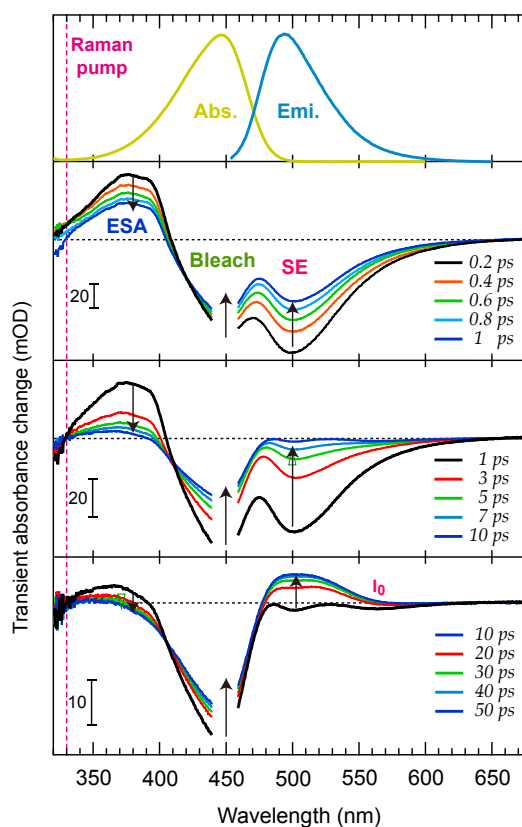 Raman
pump
Abs.
Emi.
ESA
Bleach
SE
20
0.2 ps
0.4 ps
0.6 ps
0.8 ps
1 ps
20
1 ps
3 ps
5 ps
7 ps
10 ps
I0
10
10 ps
20 ps
30 ps
40 ps
50 ps
Transient absorbance change (mOD)
350 400 450 500 550 600 650
Wavelength (nm)